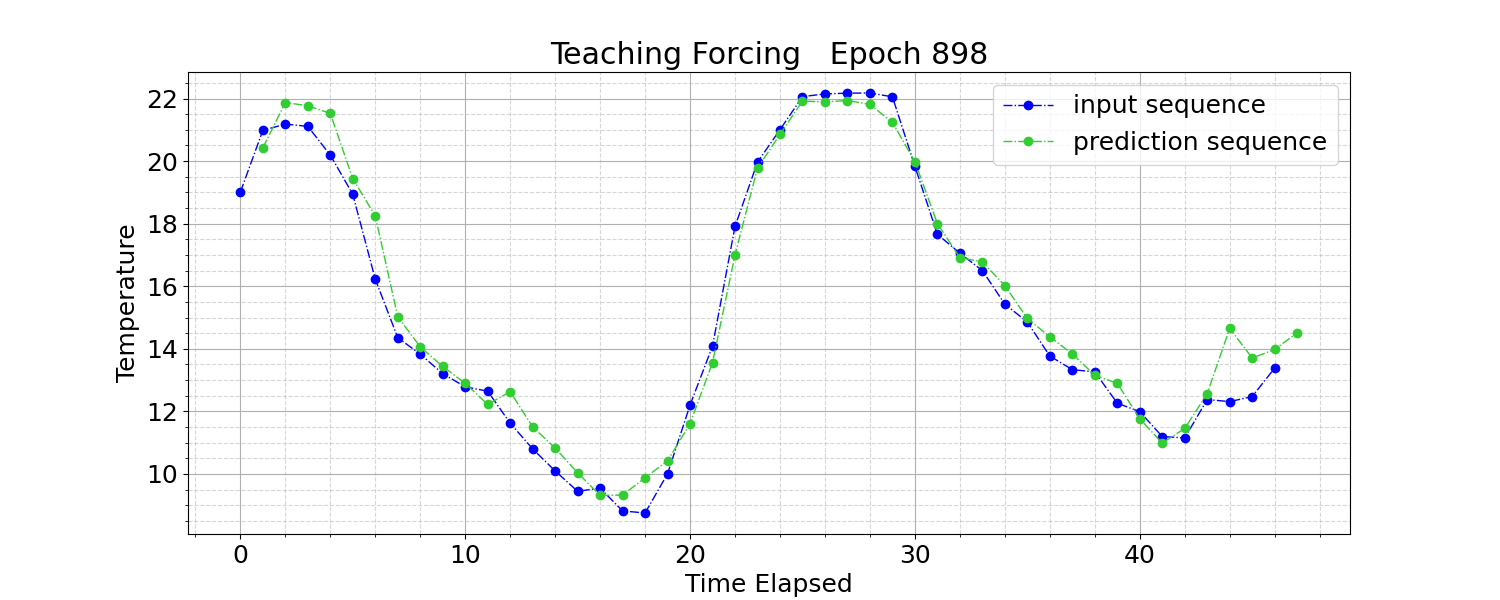 Teaching Forcing   Epoch 898
input sequence
prediction sequence
Temperature
22
20
18
16
14
12
10
0 10 20 30 40
Time Elapsed